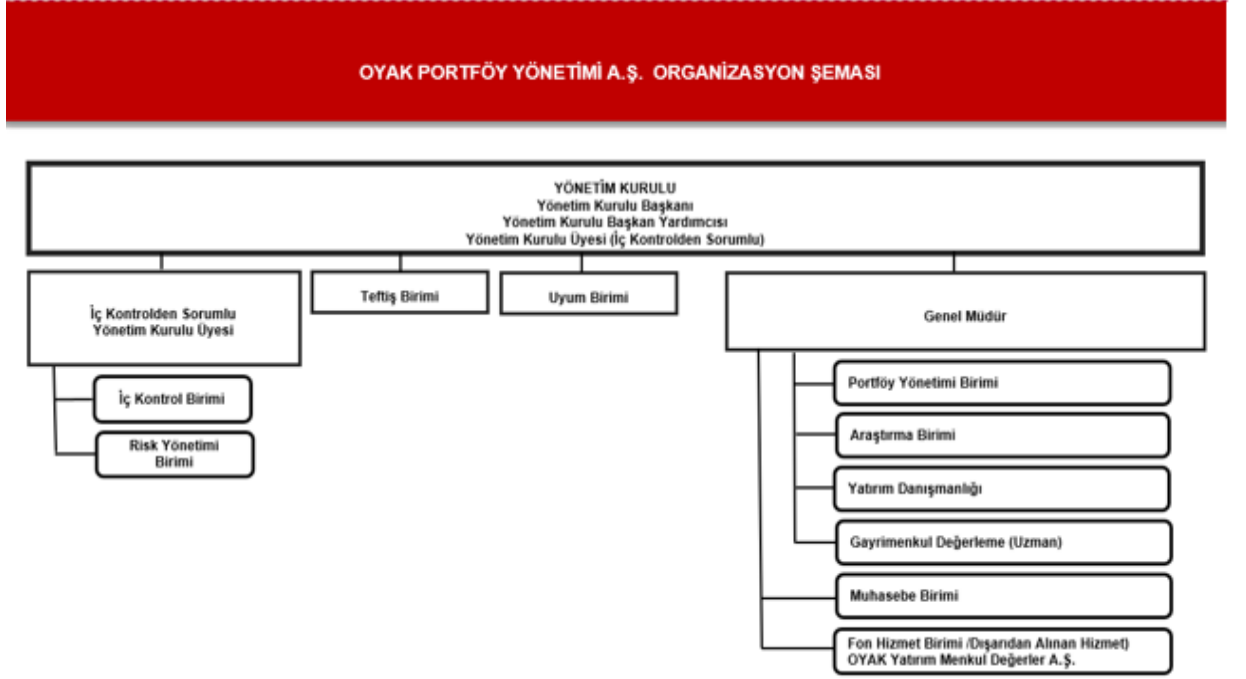 OYAK PORTFÖY YÖNETİMİ A.Ş. ORGANİZASYON ŞEMASI
YÖNETİM KURULU
Yönetim Kurulu Başkanı
Yönetim Kurulu Başkan Yardımcısı
Yönetim Kurulu Üyesi (İç Kontrolden Sorumlu)
İç Kontrolden Sorumlu
Yönetim Kurulu Üyesi
Teftiş Birimi
Uyum Birimi
Genel Müdür
İç Kontrol Birimi
Risk Yönetimi
Birimi
Portföy Yönetimi Birimi
Araştırma Birimi
Yatırım Danışmanlığı
Gayrimenkul Değerleme (Uzman)
Muhasebe Birimi
Fon Hizmet Birimi /Dışarıdan Alınan Hizmet)
OYAK Yatırım Menkul Değerler A.Ş.